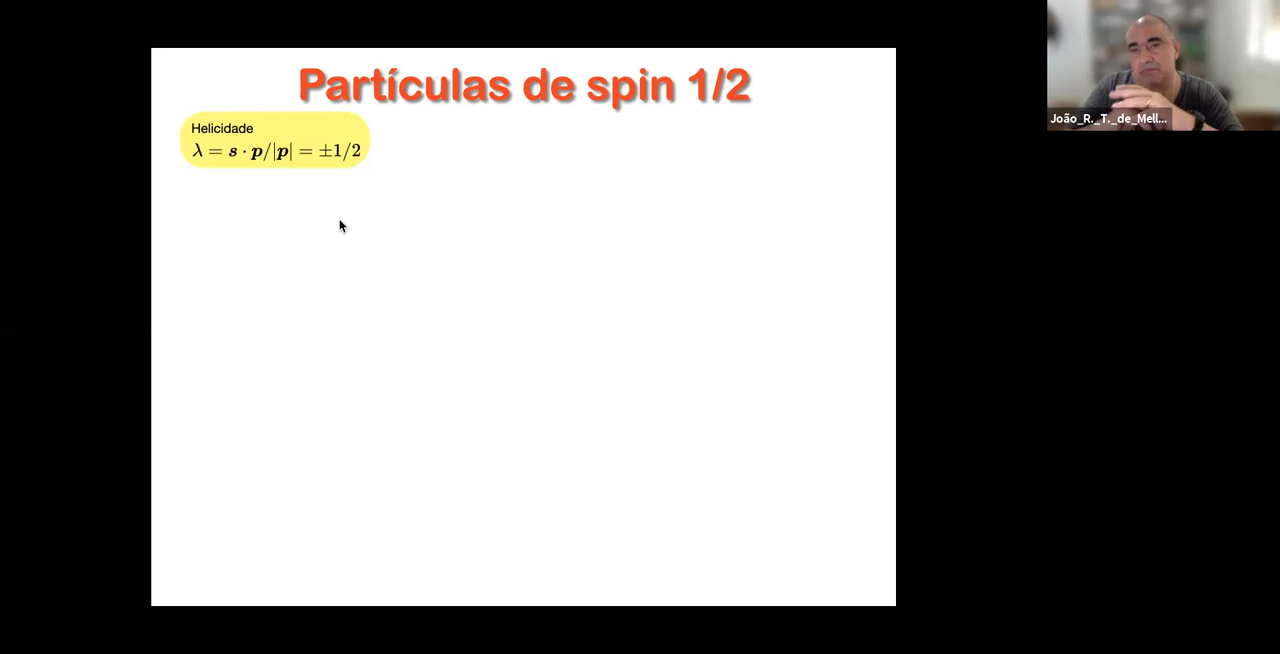 Partículas de spin 1/2
Helicidade
λ = s · p/|p| = ±1/2
João_R._T._de_Mell...